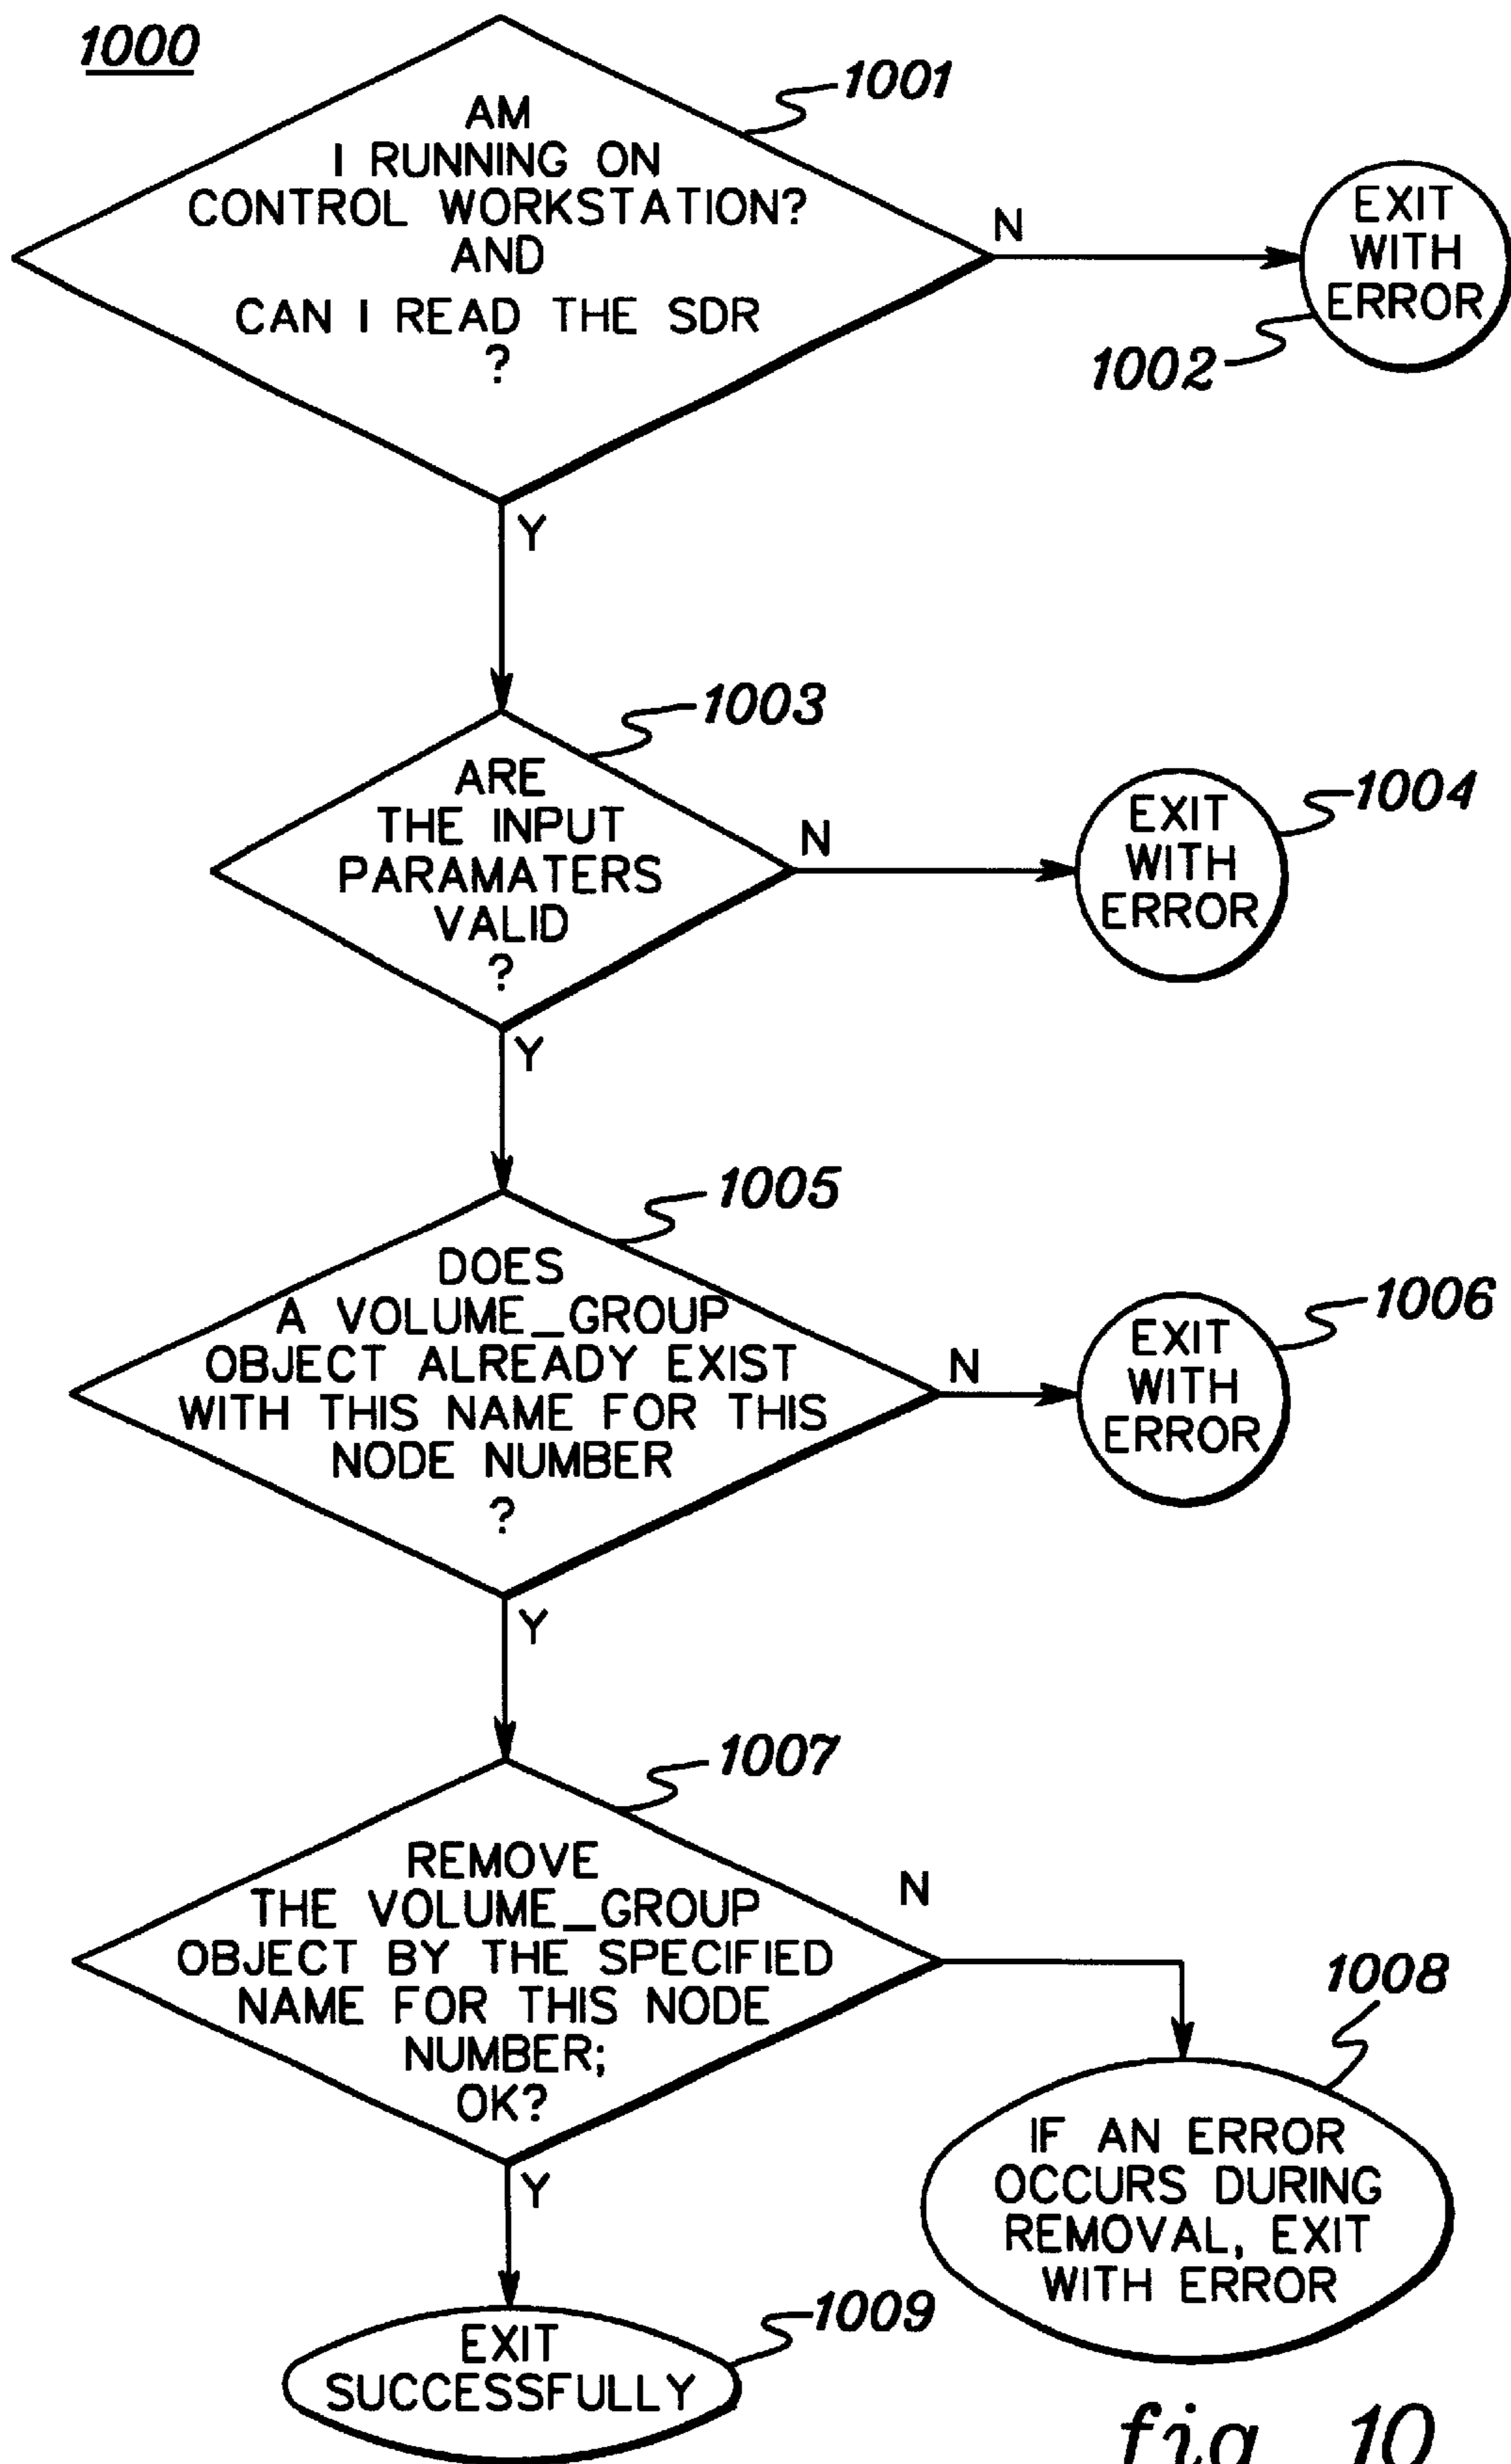 1000
1001
AM
I RUNNING ON
CONTROL WORKSTATION?
AND
CAN I READ THE SDR
?
N
EXIT
WITH
ERROR
1002
Y
1003
ARE
THE INPUT
PARAMATERS
VALID
?
N
EXIT
WITH
ERROR
1004
Y
1005
DOES
A VOLUME_GROUP
OBJECT ALREADY EXIST
WITH THIS NAME FOR THIS
NODE NUMBER
?
N
EXIT
WITH
ERROR
1006
Y
1007
REMOVE
THE VOLUME_GROUP
OBJECT BY THE SPECIFIED
NAME FOR THIS NODE
NUMBER;
OK?
N
1008
IF AN ERROR
OCCURS DURING
REMOVAL, EXIT
WITH ERROR
Y
1009
EXIT
SUCCESSFULLY
fig 10